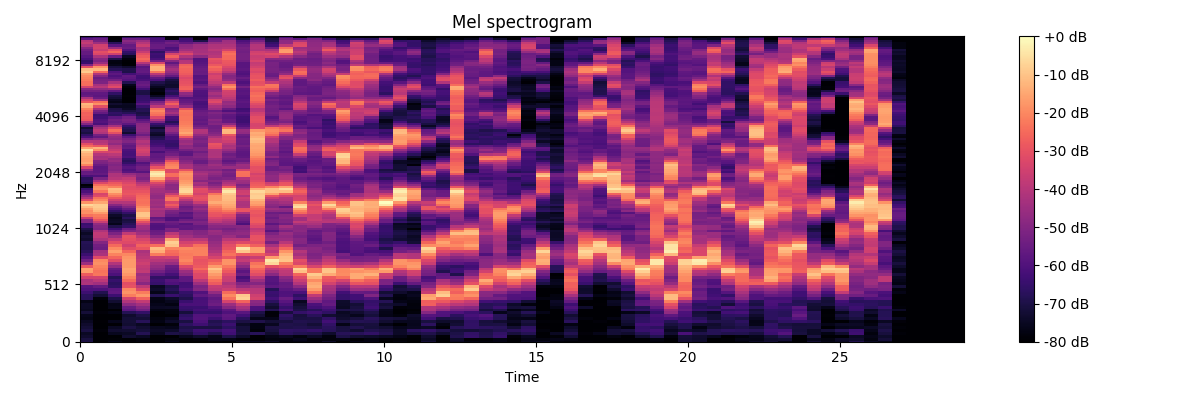 Mel spectrogram
8192
4096
2048
1024
512
0
Hz
0 5 10 15 20 25
Time
+0 dB
-10 dB
-20 dB
-30 dB
-40 dB
-50 dB
-60 dB
-70 dB
-80 dB